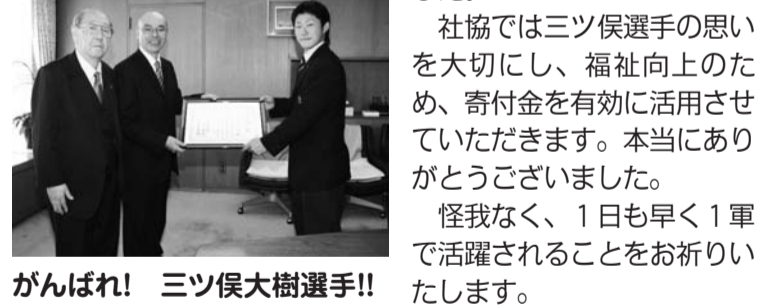 社協では三ツ俣選手の思い
を大切にし、福祉向上のた
め、寄付金を有効に活用させ
ていただきます。本当にあり
がとうございました。
怪我なく、１日も早く１軍
で活躍されることをお祈りい
たします。
がんばれ!　三ツ俣大樹選手!!